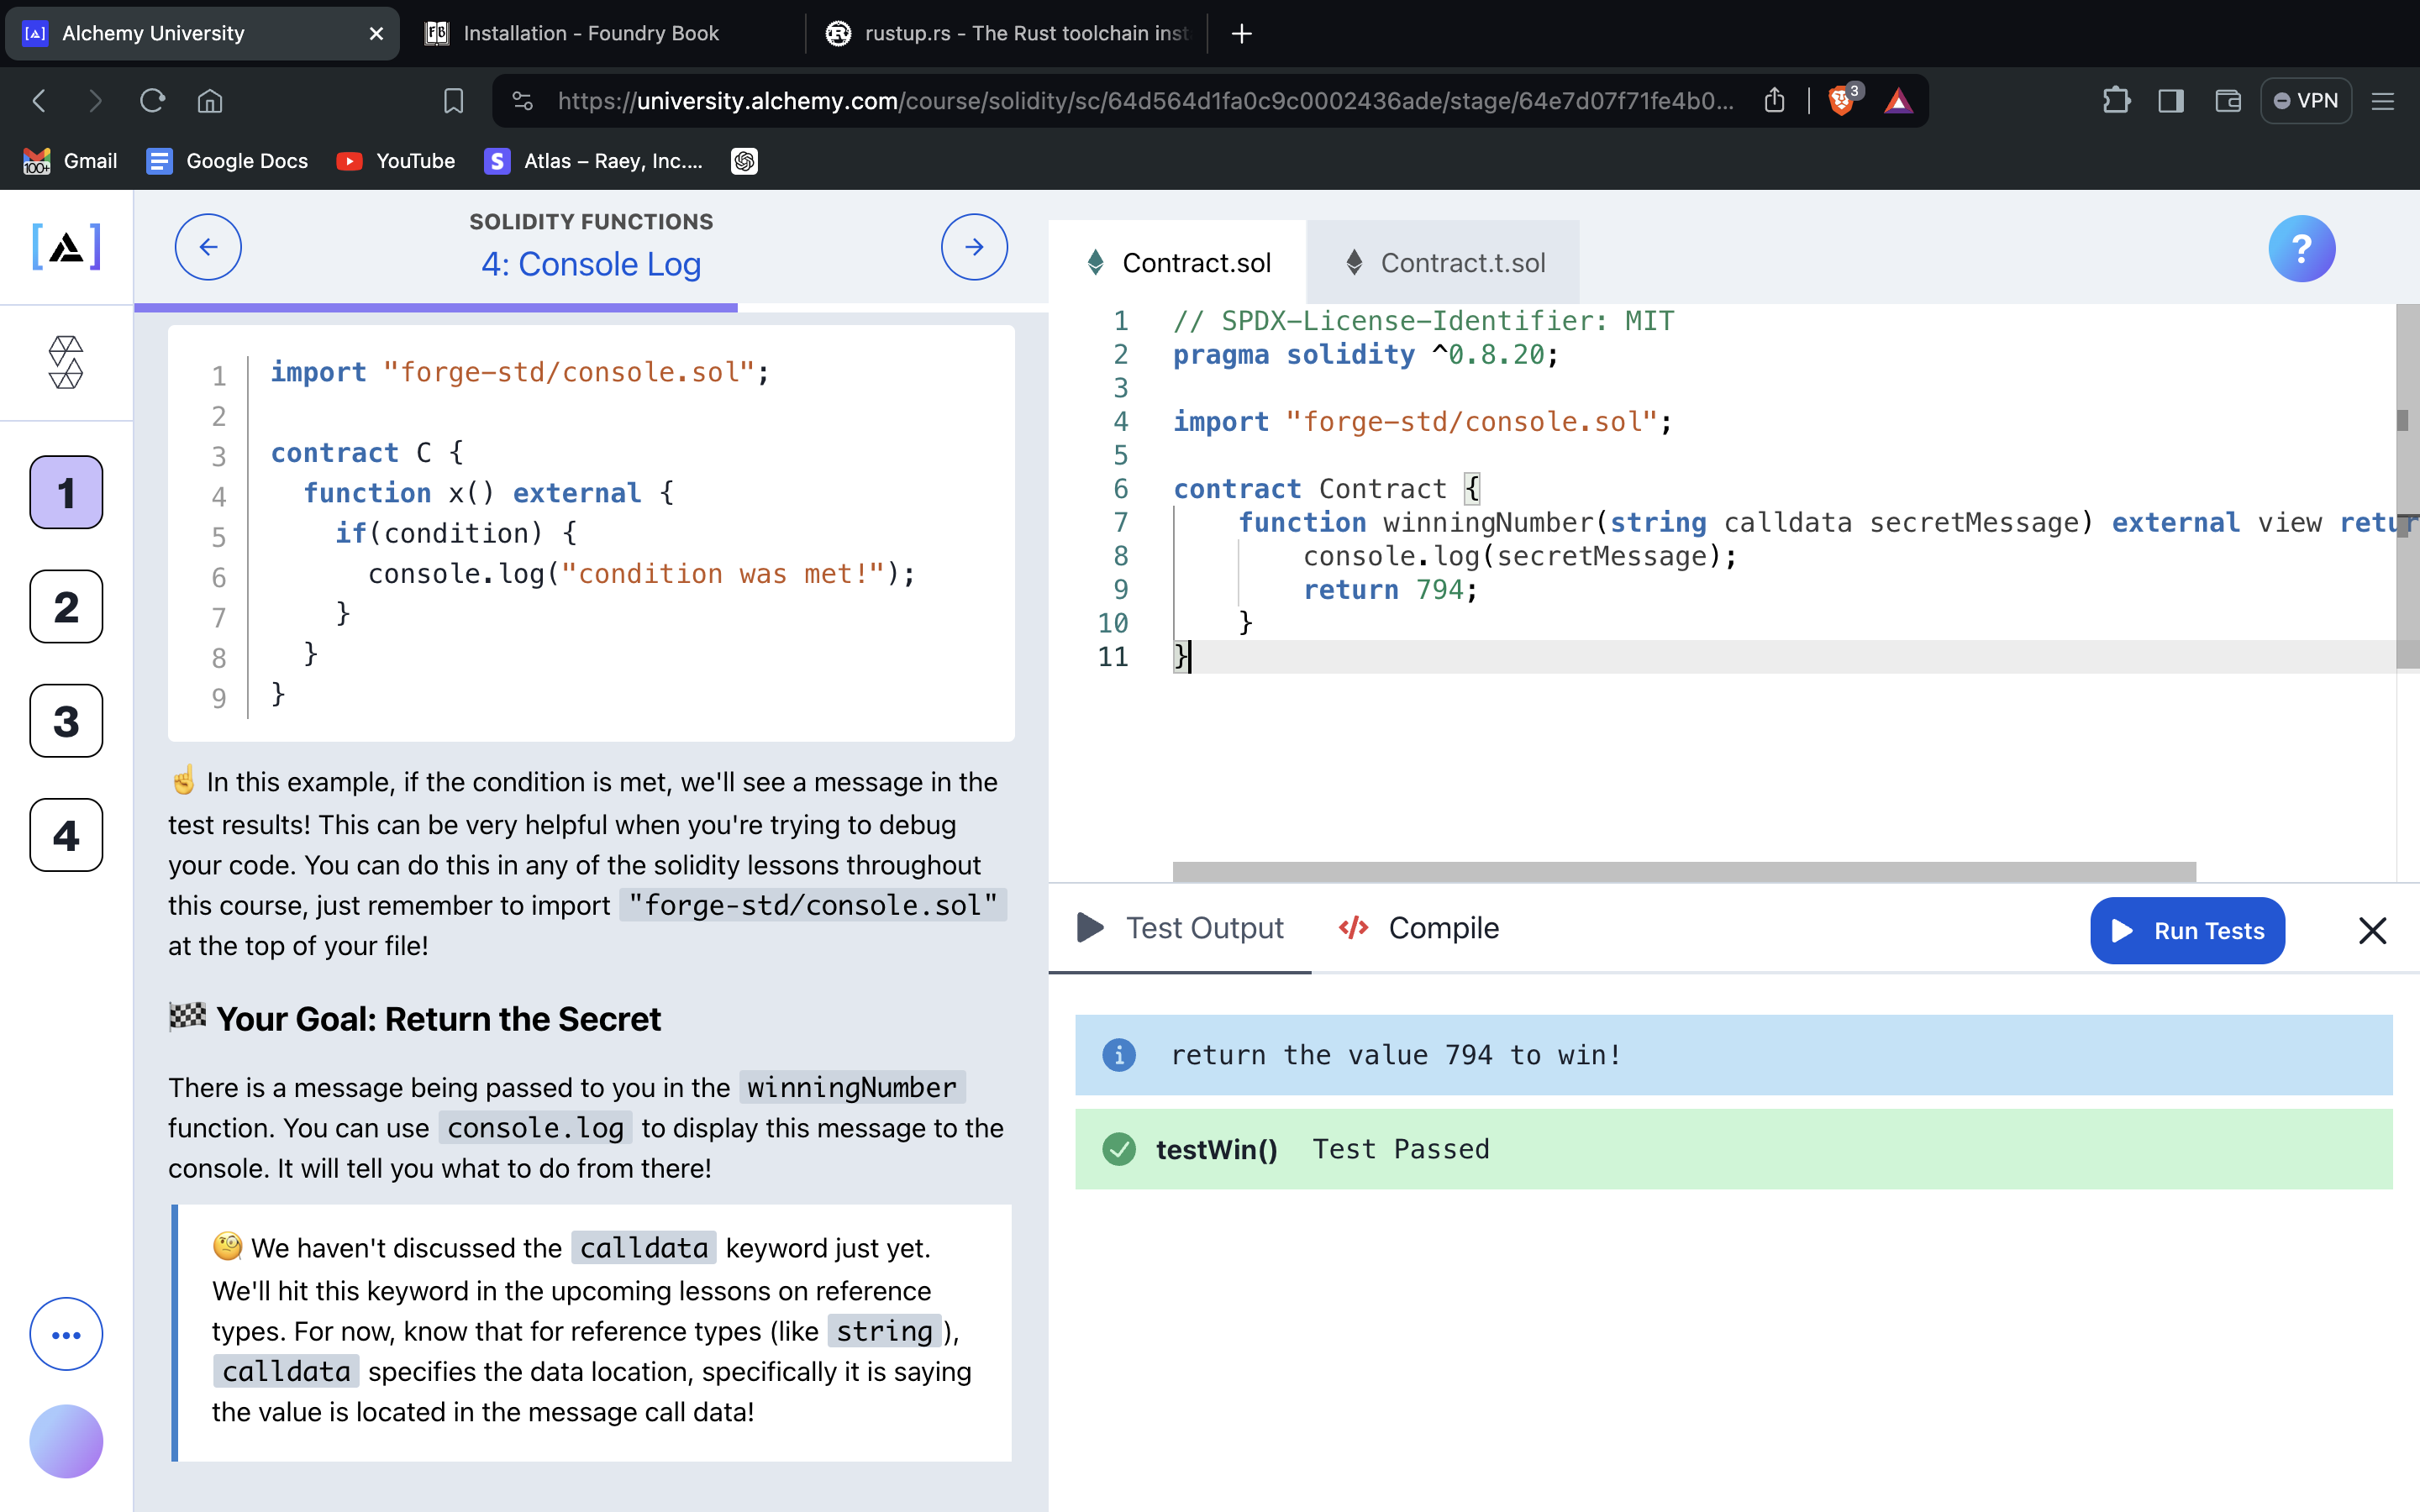 Alchemy University
Installation - Foundry Book
rustup.rs - The Rust toolchain inst
https://university.alchemy.com/course/solidity/sc/64d564d1fa0c9c0002436ade/stage/64e7d07f71fe4b0...
3
VPN
100+
Gmail
Google Docs
YouTube
S
Atlas – Raey, Inc....
SOLIDITY FUNCTIONS
4: Console Log
1
2
3
4
1 import "forge-std/console.sol";
2
3 contract C {
4 function x() external {
5 if(condition) {
6 console.log("condition was met!");
7 }
8 }
9 }
☝️ In this example, if the condition is met, we'll see a message in the
test results! This can be very helpful when you're trying to debug
your code. You can do this in any of the solidity lessons throughout
this course, just remember to import "forge-std/console.sol"
at the top of your file!
🏁 Your Goal: Return the Secret
There is a message being passed to you in the winningNumber
function. You can use console.log to display this message to the
console. It will tell you what to do from there!
🧐 We haven't discussed the calldata keyword just yet.
We'll hit this keyword in the upcoming lessons on reference
types. For now, know that for reference types (like string),
calldata specifies the data location, specifically it is saying
the value is located in the message call data!
Contract.sol
Contract.t.sol
?
1 // SPDX-License-Identifier: MIT
2 pragma solidity ^0.8.20;
3
4 import "forge-std/console.sol";
5
6 contract Contract {
7 function winningNumber(string calldata secretMessage) external view retur
8 console.log(secretMessage);
9 return 794;
10 }
11 }
Test Output
</> Compile
Run Tests
return the value 794 to win!
testWin() Test Passed